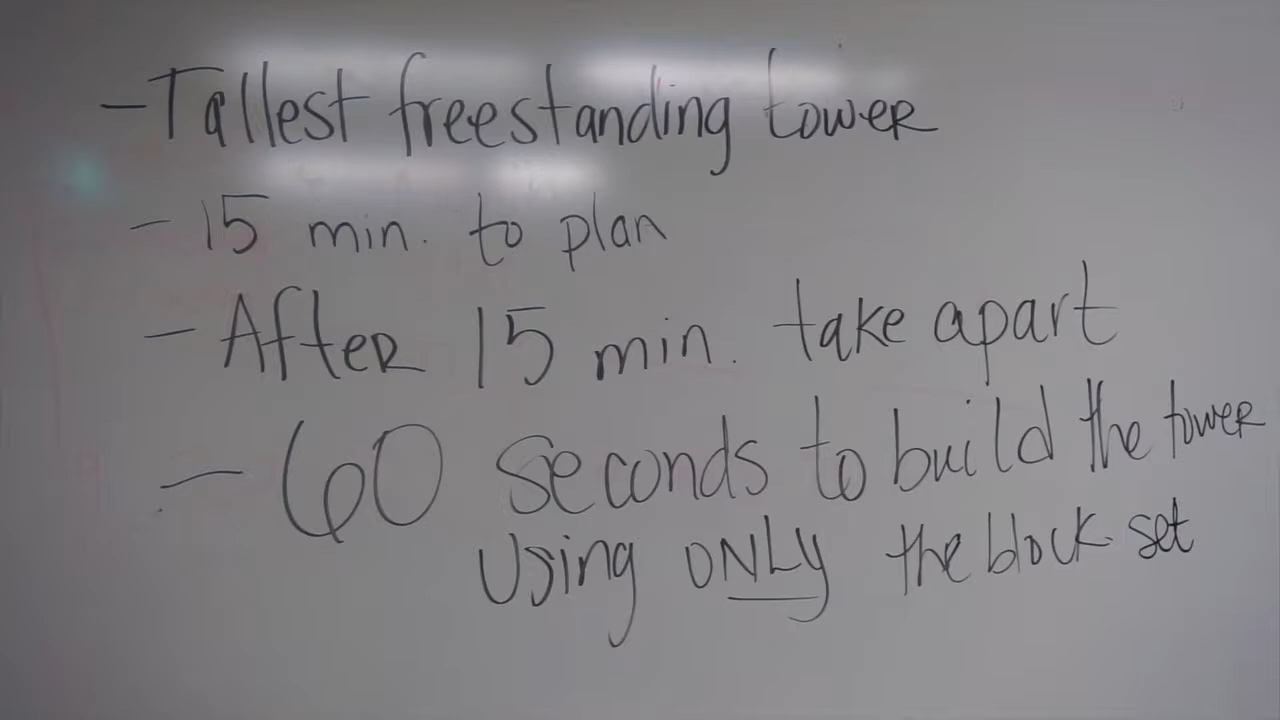 - Tallest freestanding tower
- 15 min. to plan
- After 15 min. take apart
- 60 seconds to build the tower
using ONLY the block set